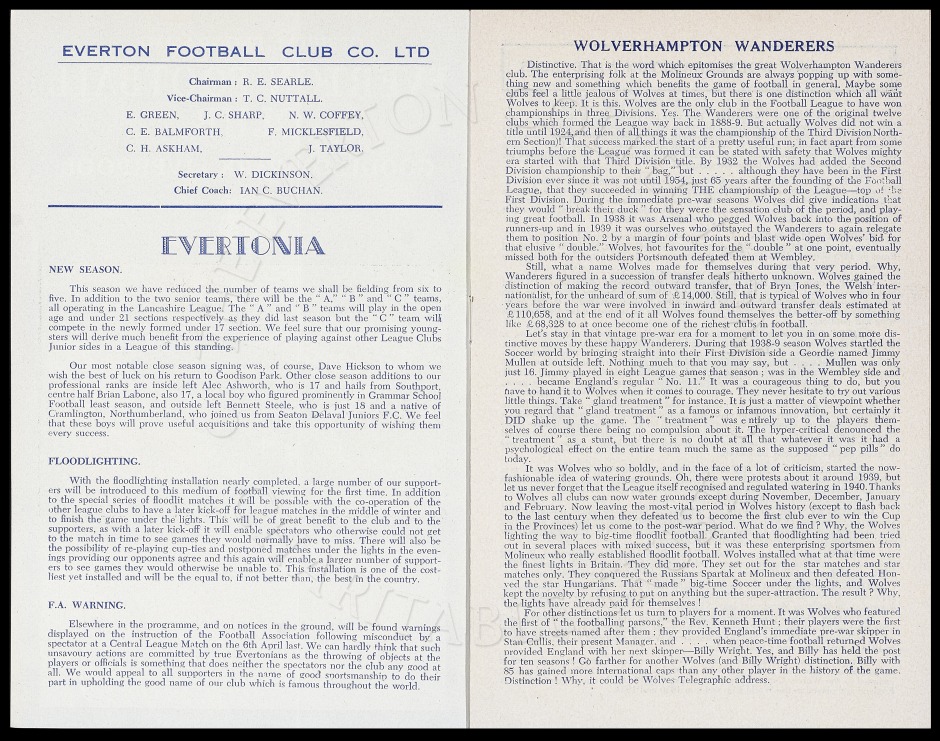 EVERTON FOOTBALL CLUB CO. LTD
Chairman : R. E. SEARLE.
Vice-Chairman : T. C. NUTTALL.
E. GREEN, J. C. SHARP, N. W. COFFEY,
C. E. BALMFORTH, F. MICKLESFIELD,
C. H. ASKHAM, J. TAYLOR.
Secretary : W. DICKINSON.
Chief Coach: IAN C. BUCHAN.
EVERTONIA
NEW SEASON.
This season we have reduced the number of teams we shall be fielding from six to
five. In addition to the two senior teams, there will be the "A," "B" and "C" teams,
all operating in the Lancashire League. The "A" and "B" teams will play in the open
age and under 21 sections respectively as they did last season but the "C" team will
compete in the newly formed under 17 section. We feel sure that our promising young-
sters will derive much benefit from the experience of playing against other League Clubs
Junior sides in a League of this standing.
Our most notable close season signing was, of course, Dave Hickson to whom we
wish the best of luck on his return to Goodison Park. Other close season additions to our
professional ranks are inside left Alec Ashworth, who is 17 and hails from Southport,
centre half Brian Labone, also 17, a local boy who figured prominently in Grammar School
Football least season, and outside left Bennett Steele, who is just 18 and a native of
Cramlington, Northumberland, who joined us from Seaton Delaval Juniors F.C. We feel
that these boys will prove useful acquisitions and take this opportunity of wishing them
every success.
FLOODLIGHTING.
With the floodlighting installation nearly completed, a large number of our support-
ers will be introduced to this medium of football viewing for the first time. In addition
to the special series of floodlit matches it will be possible with the co-operation of the
other league clubs to have a later kick-off for league matches in the middle of winter and
to finish the game under the lights. This will be of great benefit to the club and to the
supporters, as with a later kick-off it will enable spectators who otherwise could not get
to the match in time to see games they would normally have to miss. There will also be
the possibility of re-playing cup-ties and postponed matches under the lights in the even-
ings providing our opponents agree and this again will enable a larger number of support-
ers to see games they would otherwise be unable to. This installation is one of the cost-
liest yet installed and will be the equal to, if not better than, the best in the country.
F.A. WARNING.
Elsewhere in the programme, and on notices in the ground, will be found warnings
displayed on the instruction of the Football Association following misconduct by a
spectator at a Central League Match on the 6th April last. We can hardly think that such
unsavoury actions are committed by true Evertonians as the throwing of objects at the
players or officials is something that does neither the spectators nor the club any good at
all. We would appeal to all supporters in the name of good sportsmanship to do their
part in upholding the good name of our club which is famous throughout the world.
WOLVERHAMPTON WANDERERS
Distinctive. That is the word which epitomises the great Wolverhampton Wanderers
club. The enterprising folk at the Molineux Grounds are always popping up with some-
thing new and something which benefits the game of football in general. Maybe some
clubs feel a little jealous of Wolves at times, but there is one distinction which all want
Wolves to keep. It is this. Wolves are the only club in the Football League to have won
championships in three Divisions. Yes. The Wanderers were one of the original twelve
clubs which formed the League way back in 1888-9. But actually Wolves did not win a
title until 1924 and then of all things it was the championship of the Third Division North-
ern Section)! That success marked the start of a pretty useful run; in fact apart from some
triumphs before the League was formed it can be stated with safety that Wolves mighty
era started with that Third Division title. By 1932 the Wolves had added the Second
Division championship to their "bag," but . . . . . although they have been in the First
Division ever since it was not until 1954, just 65 years after the founding of the Football
League, that they succeeded in winning THE championship of the League—top of the
First Division. During the immediate pre-war seasons Wolves did give indications that
they would "break their duck" for they were the sensation club of the period, and play-
ing great football. In 1938 it was Arsenal who pegged Wolves back into the position of
runners-up and in 1939 it was ourselves who outstayed the Wanderers to again relegate
them to position No. 2 by a margin of four points and blast wide open Wolves' bid for
that elusive "double." Wolves, hot favourites for the "double" at one point, eventually
missed both for the outsiders Portsmouth defeated them at Wembley.
Still, what a name Wolves made for themselves during that very period. Why,
Wanderers figured in a succession of transfer deals hitherto unknown. Wolves gained the
distinction of making the record outward transfer, that of Bryn Jones, the Welsh inter-
nationalist, for the unheard of sum of £14,000. Still, that is typical of Wolves who in four
years before the war were involved in inward and outward transfer deals estimated at
£110,658, and at the end of it all Wolves found themselves the better-off by something
like £68,328 to at once become one of the richest clubs in football.
Let's stay in that vintage pre-war era for a moment to let you in on some more dis-
tinctive moves by these happy Wanderers. During that 1938-9 season Wolves startled the
Soccer world by bringing straight into their First Division side a Geordie named Jimmy
Mullen at outside left. Nothing much to that you may say, but . . . . Mullen was only
just 16. Jimmy played in eight League games that season ; was in the Wembley side and
. . . . became England's regular "No. 11." It was a courageous thing to do, but you
have to hand it to Wolves when it comes to courage. They never hesitate to try out various
little things. Take "gland treatment" for instance. It is just a matter of viewpoint whether
you regard that "gland treatment" as a famous or infamous innovation, but certainly it
DID shake up the game. The "treatment" was entirely up to the players them-
selves of course there being no compulsion about it. The hyper-critical denounced the
"treatment" as a stunt, but there is no doubt at all that whatever it was it had a
psychological effect on the entire team much the same as the supposed "pep pills" do
today.
It was Wolves who so boldly, and in the face of a lot of criticism, started the now-
fashionable idea of watering grounds. Oh, there were protests about it around 1939, but
let us never forget that the League itself recognised and regulated watering in 1940. Thanks
to Wolves all clubs can now water grounds except during November, December, January
and February. Now leaving the most-vital period in Wolves history (except to flash back
to the last century when they defeated us to become the first club ever to win the Cup
in the Provinces) let us come to the post-war period. What do we find ? Why, the Wolves
lighting the way to big-time floodlit football. Granted that floodlighting had been tried
out in several places with mixed success, but it was these enterprising sportsmen from
Molineux who really established floodlit football. Wolves installed what at that time were
the finest lights in Britain. They did more. They set out for the star matches and star
matches only. They conquered the Russians Spartak at Molineux and then defeated Hon-
ved the star Hungarians. That "made" big-time Soccer under the lights, and Wolves
kept the novelty by refusing to put on anything but the super-attraction. The result ? Why,
the lights have already paid for themselves !
For other distinctions let us turn to players for a moment. It was Wolves who featured
the first of "the footballing parsons," the Rev. Kenneth Hunt ; their players were the first
to have streets named after them ; they provided England's immediate pre-war skipper in
Stan Cullis, their present Manager, and . . . . when peace-time football returned Wolves
provided England with her next skipper—Billy Wright. Yes, and Billy has held the post
for ten seasons ! Go farther for another Wolves (and Billy Wright) distinction. Billy with
85 has gained more international caps than any other player in the history of the game.
Distinction ! Why, it could be Wolves Telegraphic address.